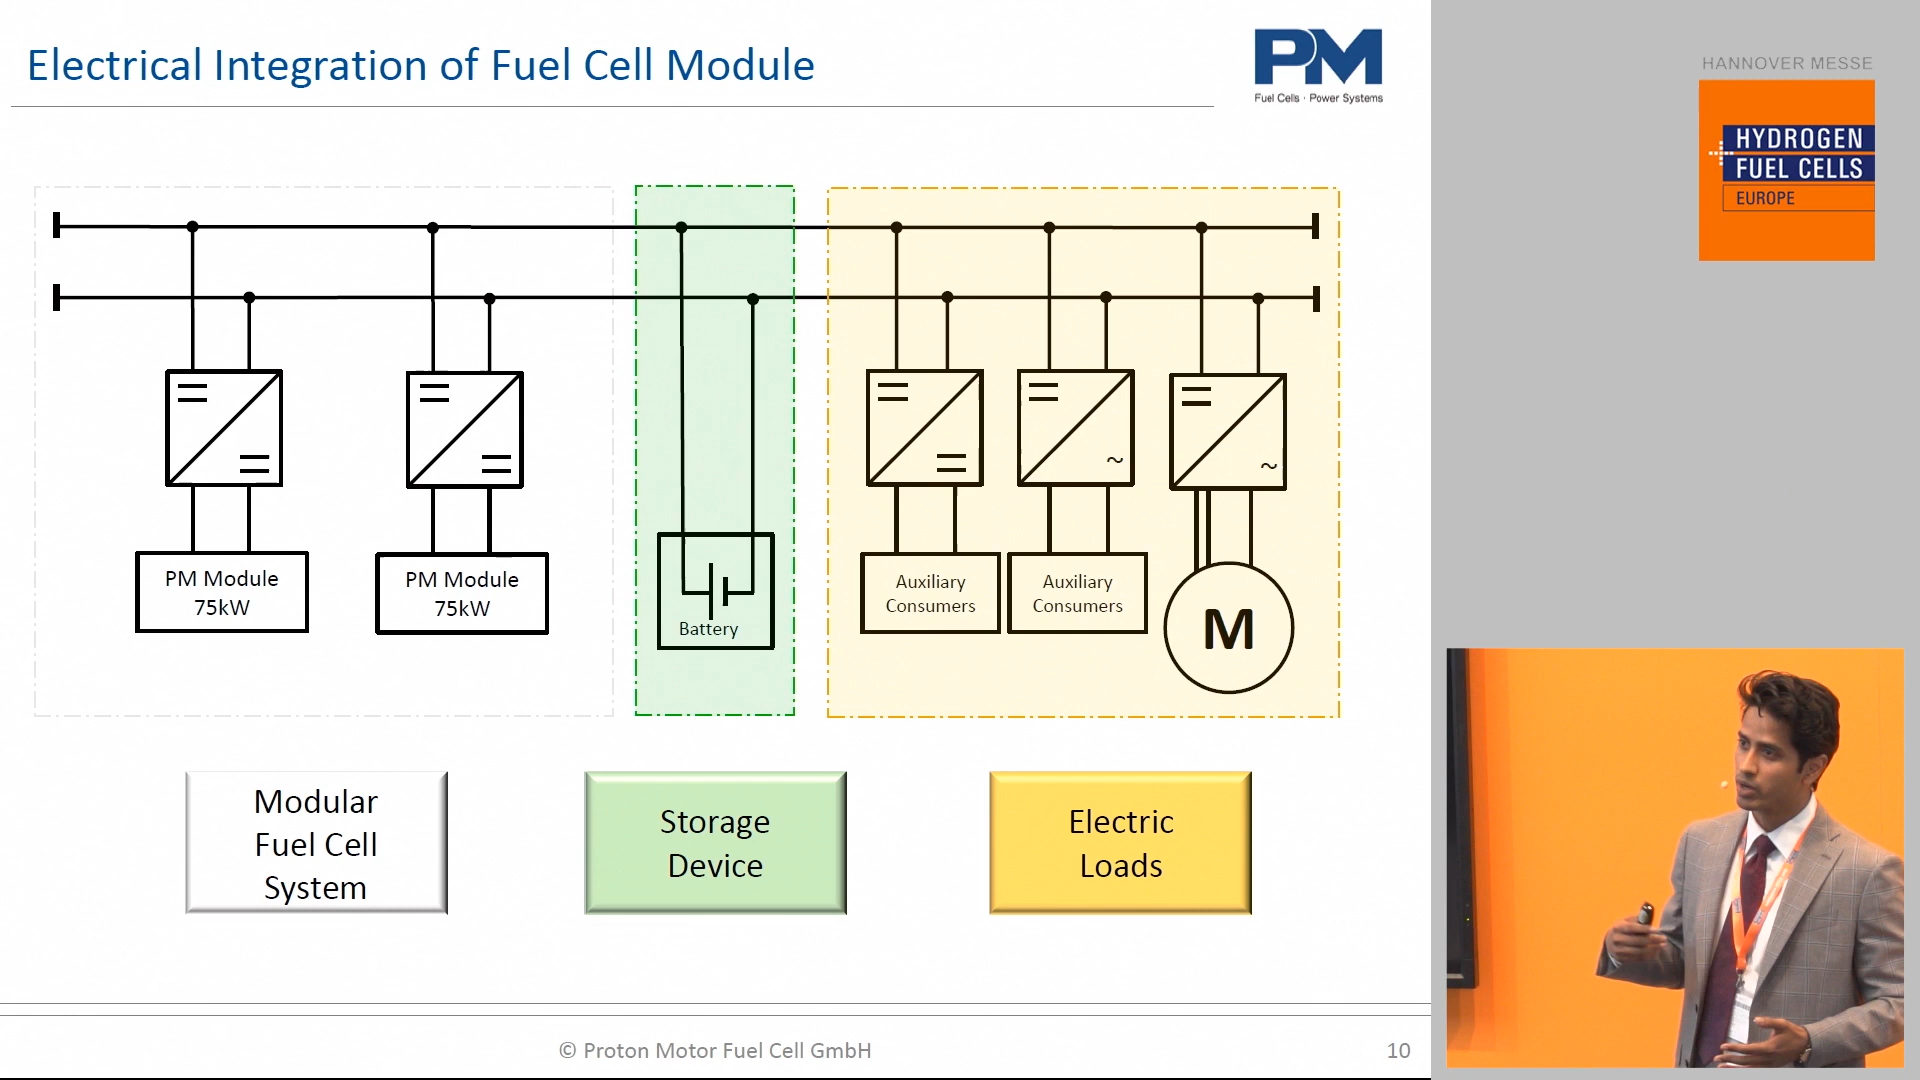 Electrical Integration of Fuel Cell Module
PM
Fuel Cells · Power Systems
HANNOVER MESSE
HYDROGEN
FUEL CELLS
EUROPE
PM Module
75kW
PM Module
75kW
Battery
Auxiliary
Consumers
Auxiliary
Consumers
M
Modular
Fuel Cell
System
Storage
Device
Electric
Loads
© Proton Motor Fuel Cell GmbH
10